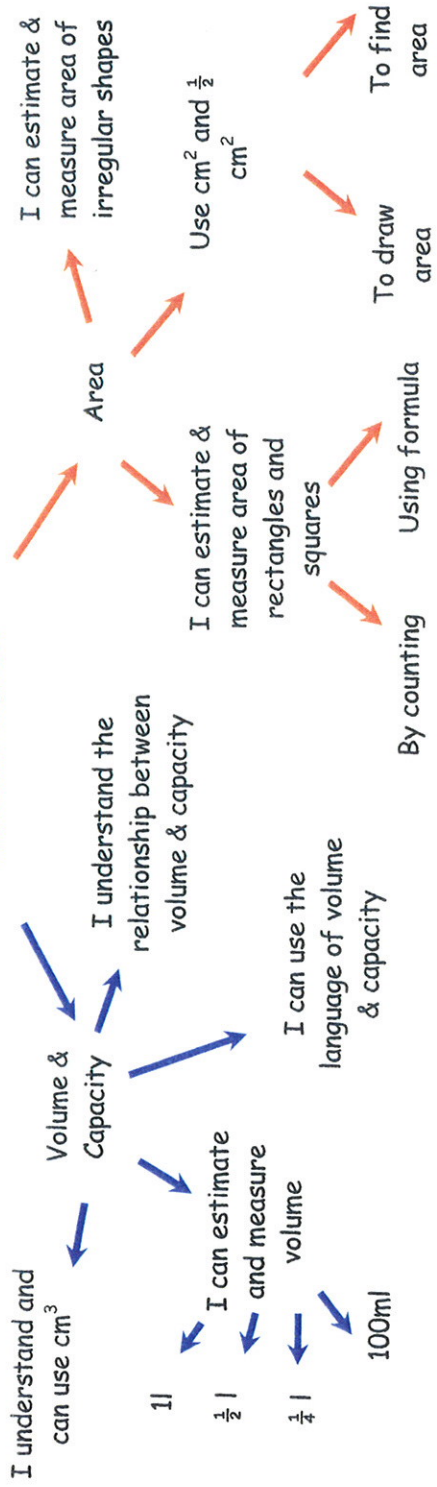 Volume &
Capacity
I understand and
can use cm³
I can estimate
and measure
volume
1l
½ l
¼ l
100ml
I can use the
language of volume
& capacity
I understand the
relationship between
volume & capacity
Area
I can estimate &
measure area of
rectangles and
squares
By counting
Using formula
Use cm² and ½
cm²
To draw
area
To find
area
I can estimate &
measure area of
irregular shapes